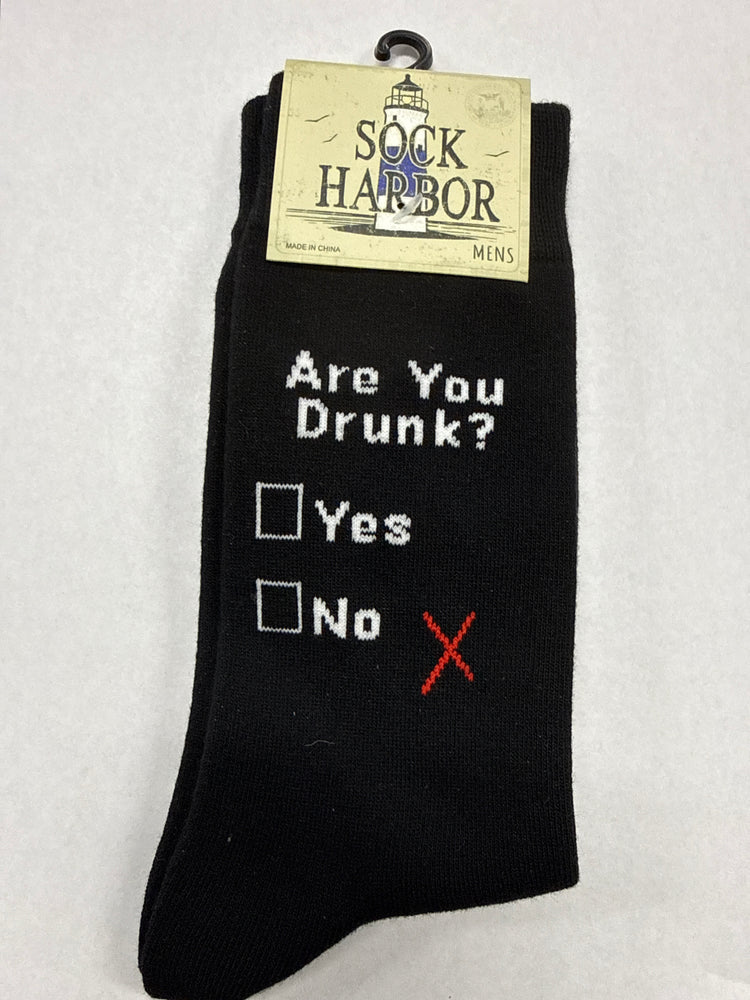 SOCK
HARBOR
MADE IN CHINA
MENS
Are You
Drunk?
Yes
No
X